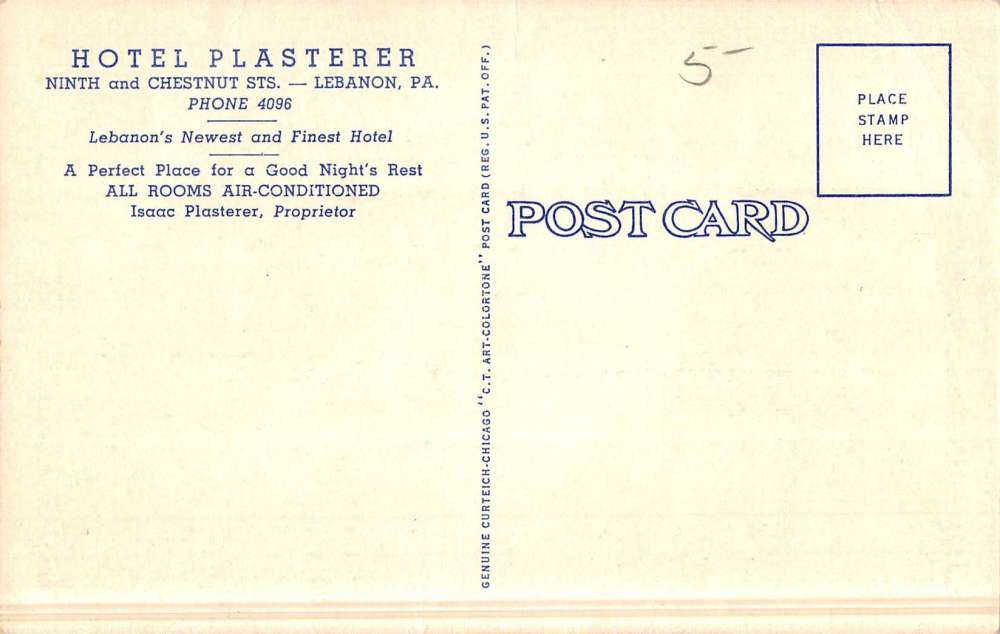 HOTEL PLASTERER
NINTH and CHESTNUT STS. — LEBANON, PA.
PHONE 4096
Lebanon's Newest and Finest Hotel
A Perfect Place for a Good Night's Rest
ALL ROOMS AIR-CONDITIONED
Isaac Plasterer, Proprietor
GENUINE CURTEICH-CHICAGO "C.T. ART-COLORTONE" POST CARD (REG. U.S. PAT. OFF.)
5-
POST CARD
PLACE
STAMP
HERE